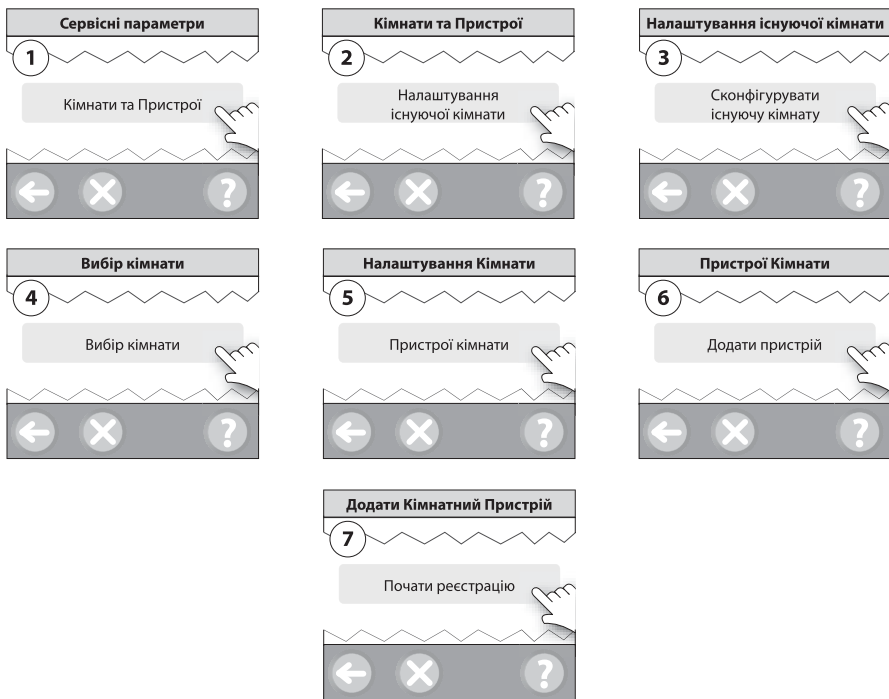 Сервісні параметри
1
Кімнати та Пристрої
?
Кімнати та Пристрої
2
Налаштування
існуючої кімнати
?
Налаштування існуючої кімнати
3
Сконфігурувати
існуючу кімнату
?
Вибір кімнати
4
Вибір кімнати
?
Налаштування Кімнати
5
Пристрої кімнати
?
Пристрої Кімнати
6
Додати пристрій
?
Додати Кімнатний Пристрій
7
Почати реєстрацію
?